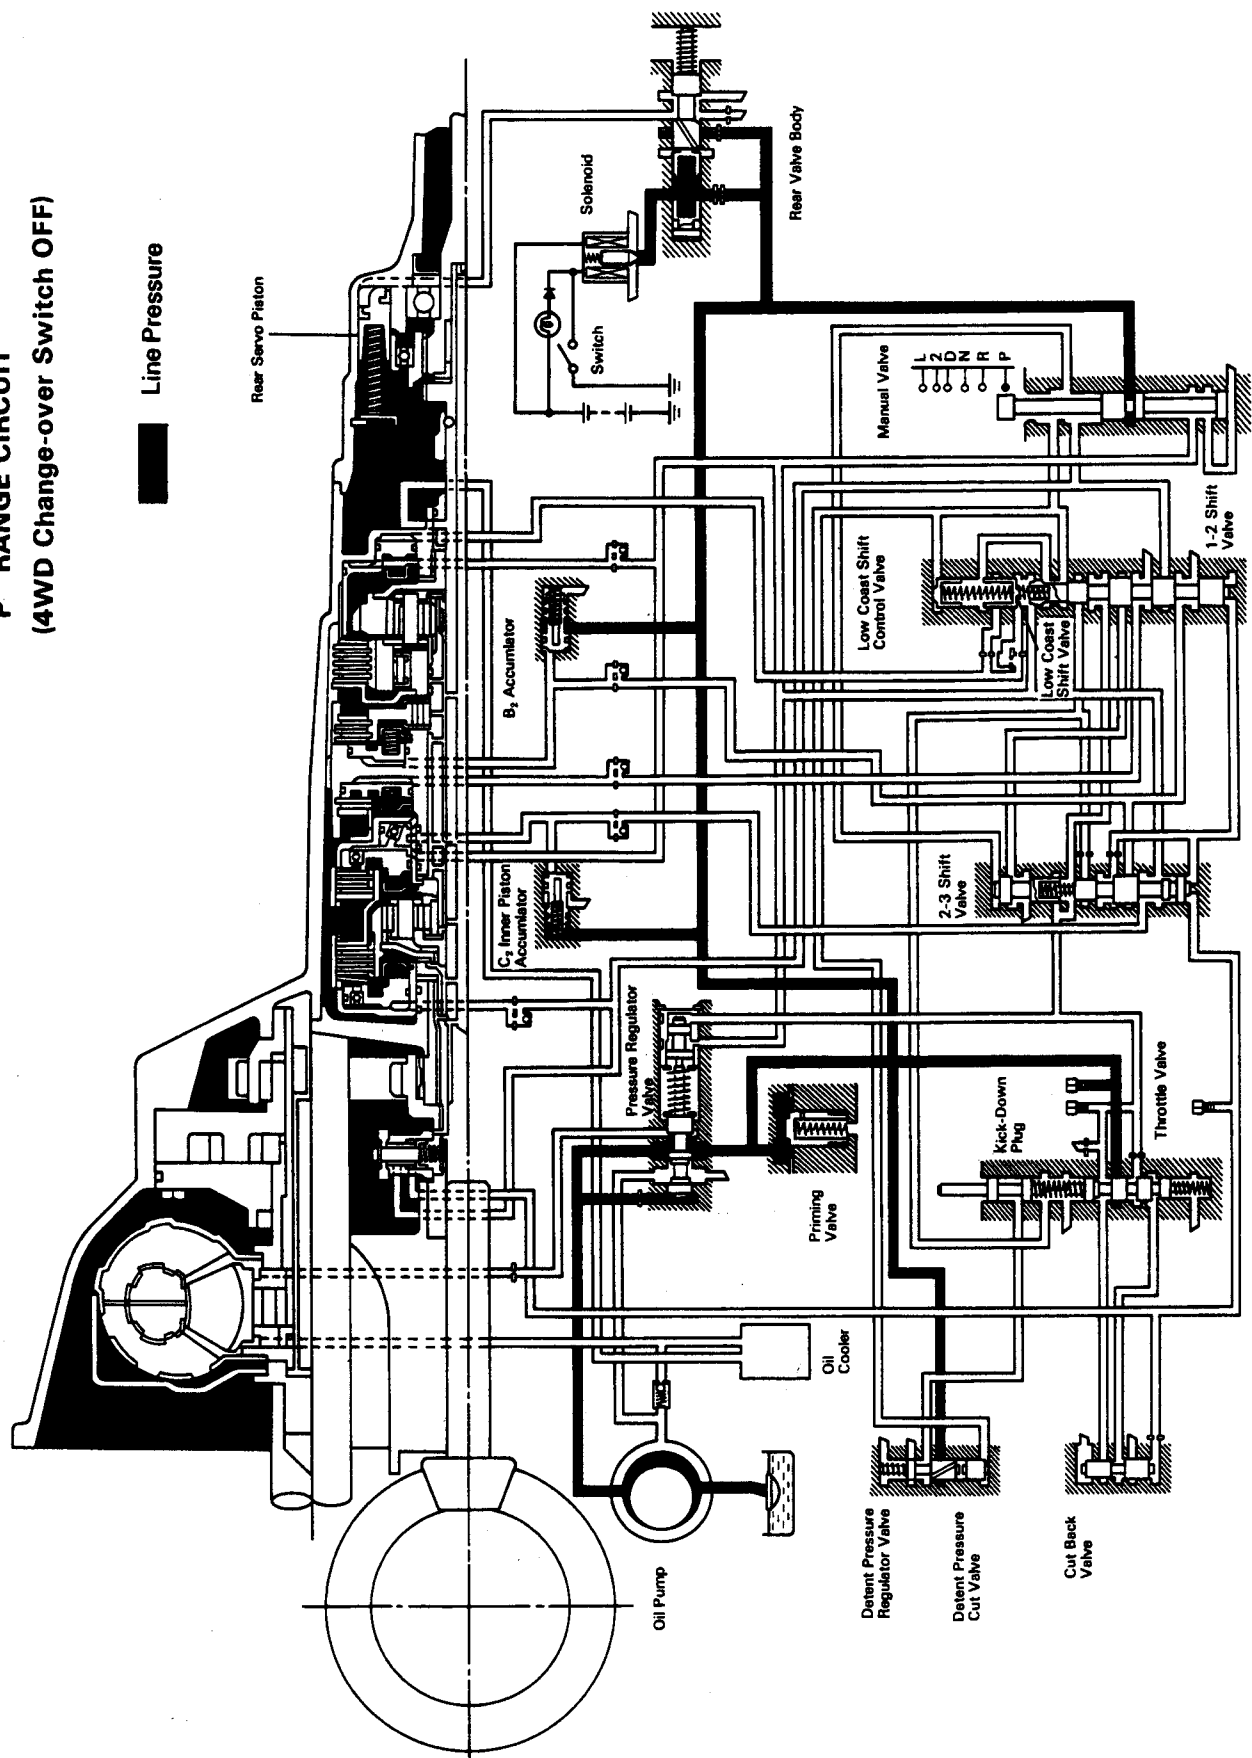 "P" RANGE CIRCUIT
(4WD Change-over Switch OFF)
Line Pressure
Rear Servo Piston
Solenoid
Switch
Rear Valve Body
Manual Valve
L
2
D
N
R
P
B₂ Accumlator
Low Coast Shift
Control Valve
Low Coast
Shift Valve
1-2 Shift
Valve
C₂ Inner Piston
Accumlator
2-3 Shift
Valve
Pressure Regulator
Valve
Priming
Valve
Kick-Down
Plug
Throttle Valve
Oil
Cooler
Oil Pump
Detent Pressure
Regulator Valve
Detent Pressure
Cut Valve
Cut Back
Valve